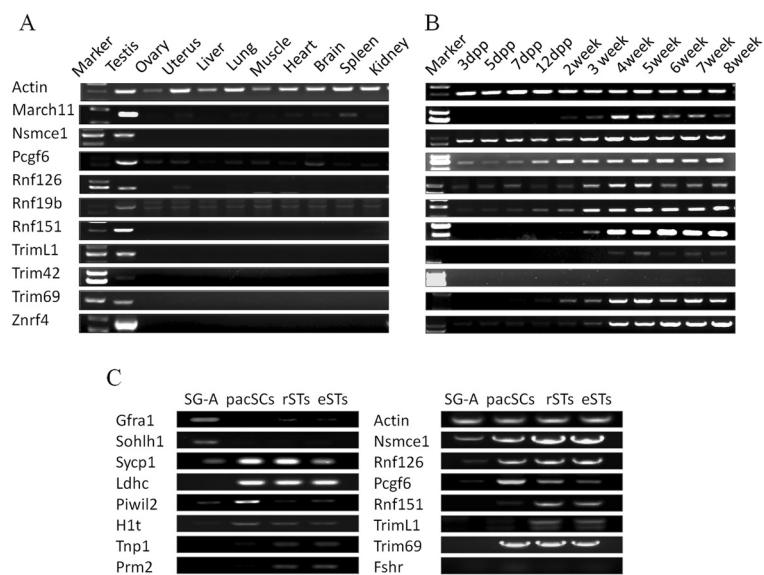 A
Marker Testis Ovary Uterus Liver Lung Muscle Heart Brain Spleen Kidney
Actin
March11
Nsmce1
Pcgf6
Rnf126
Rnf19b
Rnf151
TrimL1
Trim42
Trim69
Znrf4
B
Marker 3dpp 5dpp 7dpp 12dpp 2week 3 week 4week 5week 6week 7week 8week
C
SG-A pacSCs rSTs eSTs
Gfra1
Sohlh1
Sycp1
Ldhc
Piwil2
H1t
Tnp1
Prm2
SG-A pacSCs rSTs eSTs
Actin
Nsmce1
Rnf126
Pcgf6
Rnf151
TrimL1
Trim69
Fshr